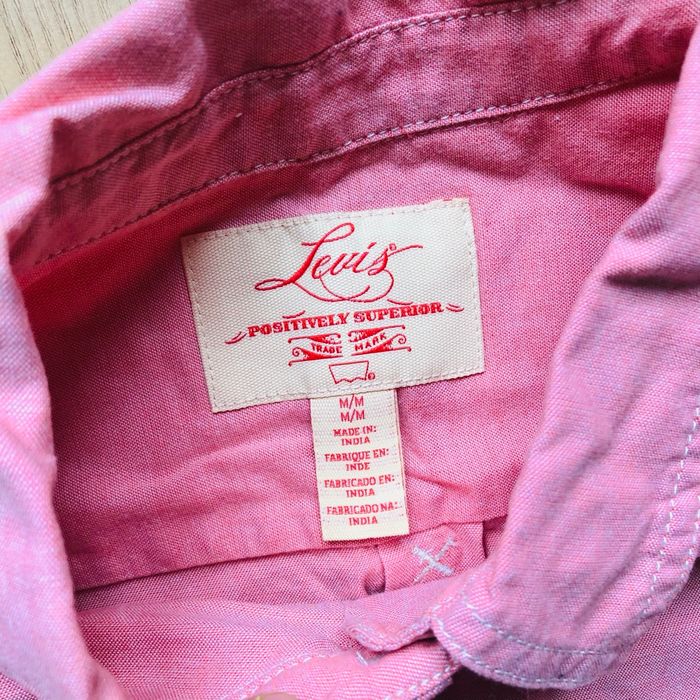 Levi's®
POSITIVELY SUPERIOR
TRADE MARK
M/M
M/M
MADE IN:
INDIA
FABRIQUE EN:
INDE
FABRICADO EN:
INDIA
FABRICADO NA:
INDIA